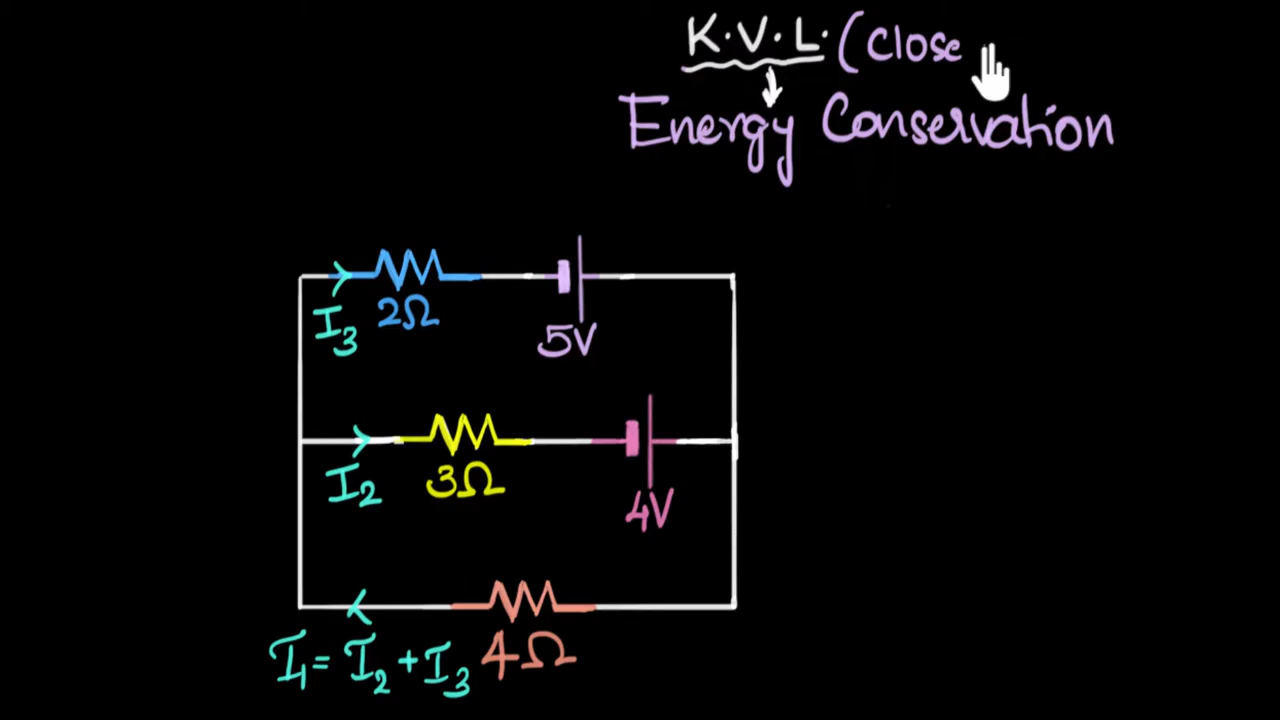 K.V.L. (Close
Energy Conservation
I3 2Ω
5V
I2 3Ω
4V
I1 = I2 + I3 4Ω